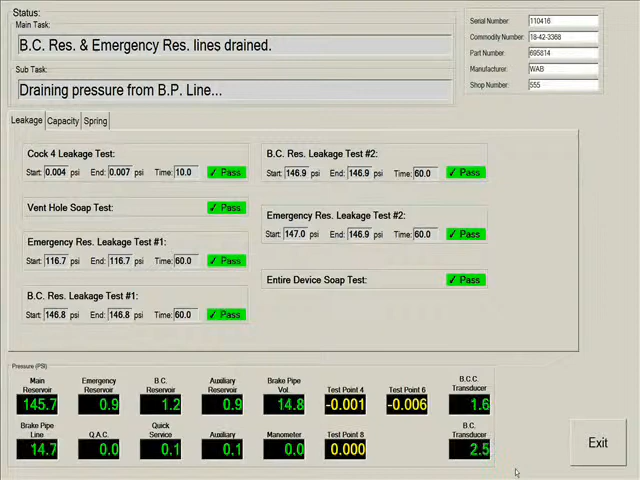 Status:
Main Task:
B.C. Res. & Emergency Res. lines drained.
Sub Task:
Draining pressure from B.P. Line...
Serial Number: 110416
Commodity Number: 18-42-3368
Part Number: 695814
Manufacturer: WAB
Shop Number: 555
Leakage Capacity Spring
Cock 4 Leakage Test:
Start: 0.004 psi End: 0.007 psi Time: 10.0 ✓ Pass
Vent Hole Soap Test: ✓ Pass
Emergency Res. Leakage Test #1:
Start: 116.7 psi End: 116.7 psi Time: 60.0 ✓ Pass
B.C. Res. Leakage Test #1:
Start: 146.8 psi End: 146.8 psi Time: 60.0 ✓ Pass
B.C. Res. Leakage Test #2:
Start: 146.9 psi End: 146.9 psi Time: 60.0 ✓ Pass
Emergency Res. Leakage Test #2:
Start: 147.0 psi End: 146.9 psi Time: 60.0 ✓ Pass
Entire Device Soap Test: ✓ Pass
Pressure (PSI)
Main Reservoir 145.7
Emergency Reservoir 0.9
B.C. Reservoir 1.2
Auxiliary Reservoir 0.9
Brake Pipe Vol. 14.8
Test Point 4 -0.001
Test Point 6 -0.006
B.C.C. Transducer 1.6
Brake Pipe Line 14.7
Q.A.C. 0.0
Quick Service 0.1
Auxiliary 0.1
Manometer 0.0
Test Point 8 0.000
B.C. Transducer 2.5
Exit